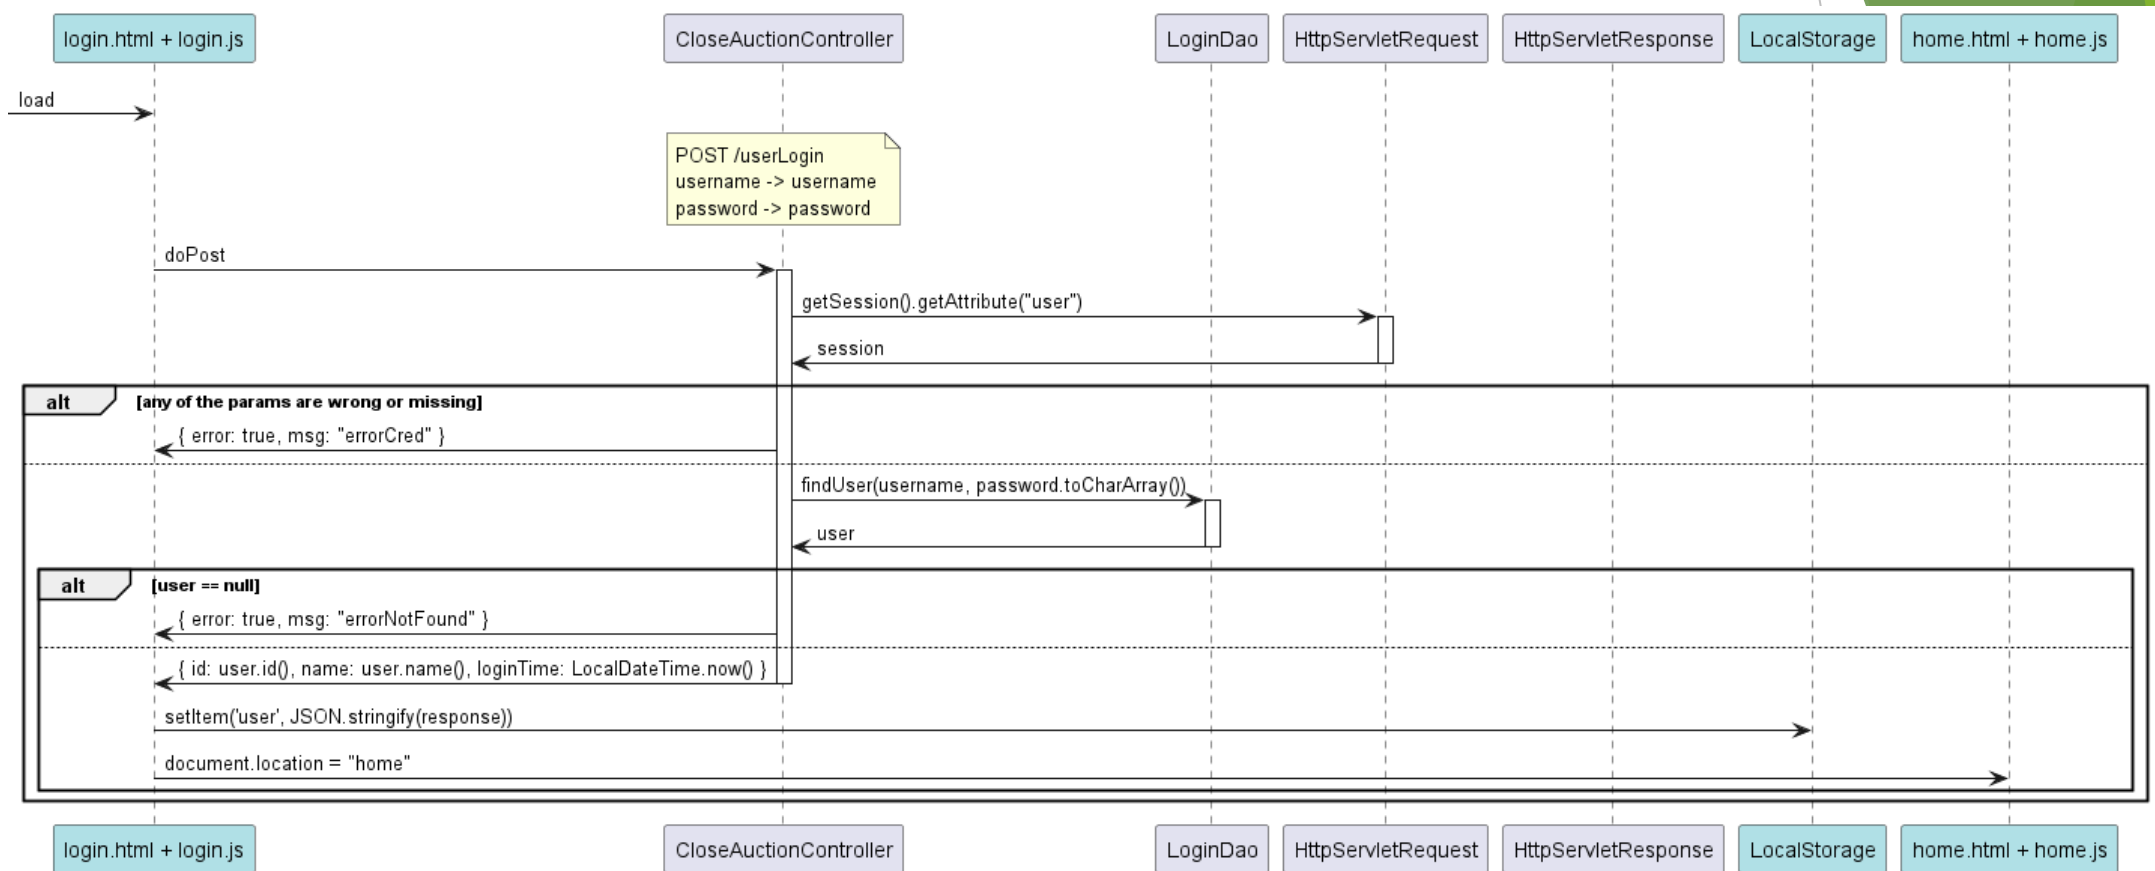 login.html + login.js
CloseAuctionController
LoginDao
HttpServletRequest
HttpServletResponse
LocalStorage
home.html + home.js
load
POST /userLogin
username -> username
password -> password
doPost
getSession().getAttribute("user")
session
alt
[any of the params are wrong or missing]
{ error: true, msg: "errorCred" }
findUser(username, password.toCharArray())
user
alt
[user == null]
{ error: true, msg: "errorNotFound" }
{ id: user.id(), name: user.name(), loginTime: LocalDateTime.now() }
setItem('user', JSON.stringify(response))
document.location = "home"
login.html + login.js
CloseAuctionController
LoginDao
HttpServletRequest
HttpServletResponse
LocalStorage
home.html + home.js